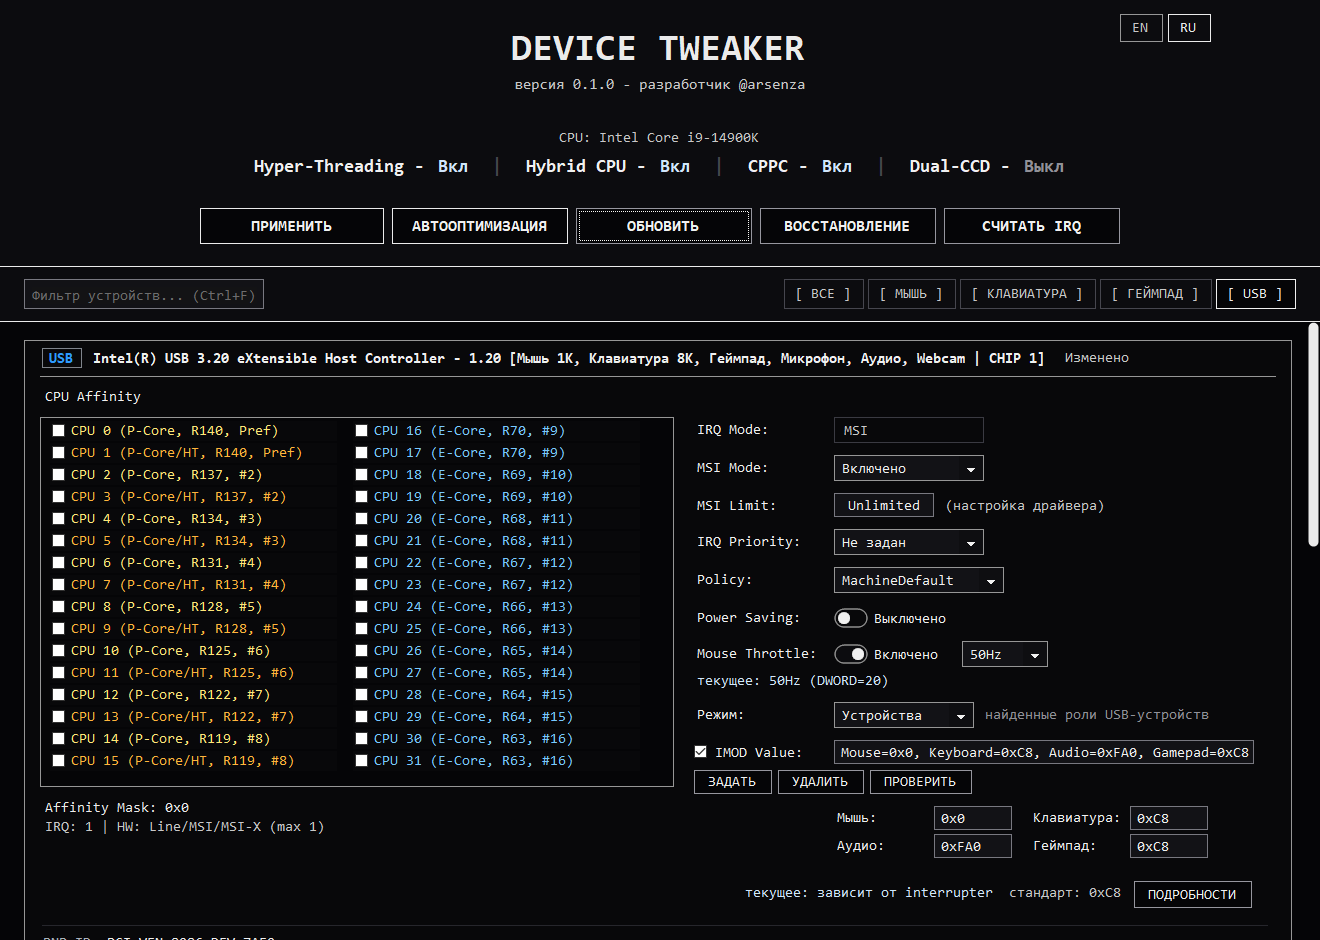 EN RU
DEVICE TWEAKER
версия 0.1.0 - разработчик @arsenza
CPU: Intel Core i9-14900K
Hyper-Threading - Вкл | Hybrid CPU - Вкл | CPPC - Вкл | Dual-CCD - Выкл
ПРИМЕНИТЬ АВТООПТИМИЗАЦИЯ ОБНОВИТЬ ВОССТАНОВЛЕНИЕ СЧИТАТЬ IRQ
Фильтр устройств... (Ctrl+F) [ ВСЕ ] [ МЫШЬ ] [ КЛАВИАТУРА ] [ ГЕЙМПАД ] [ USB ]
USB Intel(R) USB 3.20 eXtensible Host Controller - 1.20 [Мышь 1K, Клавиатура 8K, Геймпад, Микрофон, Аудио, Webcam | CHIP 1] Изменено
CPU Affinity
CPU 0 (P-Core, R140, Pref)
CPU 1 (P-Core/HT, R140, Pref)
CPU 2 (P-Core, R137, #2)
CPU 3 (P-Core/HT, R137, #2)
CPU 4 (P-Core, R134, #3)
CPU 5 (P-Core/HT, R134, #3)
CPU 6 (P-Core, R131, #4)
CPU 7 (P-Core/HT, R131, #4)
CPU 8 (P-Core, R128, #5)
CPU 9 (P-Core/HT, R128, #5)
CPU 10 (P-Core, R125, #6)
CPU 11 (P-Core/HT, R125, #6)
CPU 12 (P-Core, R122, #7)
CPU 13 (P-Core/HT, R122, #7)
CPU 14 (P-Core, R119, #8)
CPU 15 (P-Core/HT, R119, #8)
CPU 16 (E-Core, R70, #9)
CPU 17 (E-Core, R70, #9)
CPU 18 (E-Core, R69, #10)
CPU 19 (E-Core, R69, #10)
CPU 20 (E-Core, R68, #11)
CPU 21 (E-Core, R68, #11)
CPU 22 (E-Core, R67, #12)
CPU 23 (E-Core, R67, #12)
CPU 24 (E-Core, R66, #13)
CPU 25 (E-Core, R66, #13)
CPU 26 (E-Core, R65, #14)
CPU 27 (E-Core, R65, #14)
CPU 28 (E-Core, R64, #15)
CPU 29 (E-Core, R64, #15)
CPU 30 (E-Core, R63, #16)
CPU 31 (E-Core, R63, #16)
Affinity Mask: 0x0
IRQ: 1 | HW: Line/MSI/MSI-X (max 1)
IRQ Mode: MSI
MSI Mode: Включено
MSI Limit: Unlimited (настройка драйвера)
IRQ Priority: Не задан
Policy: MachineDefault
Power Saving: Выключено
Mouse Throttle: Включено 50Hz
текущее: 50Hz (DWORD=20)
Режим: Устройства найденные роли USB-устройств
IMOD Value: Mouse=0x0, Keyboard=0xC8, Audio=0xFA0, Gamepad=0xC8
ЗАДАТЬ УДАЛИТЬ ПРОВЕРИТЬ
Мышь: 0x0 Клавиатура: 0xC8
Аудио: 0xFA0 Геймпад: 0xC8
текущее: зависит от interrupter стандарт: 0xC8 ПОДРОБНОСТИ